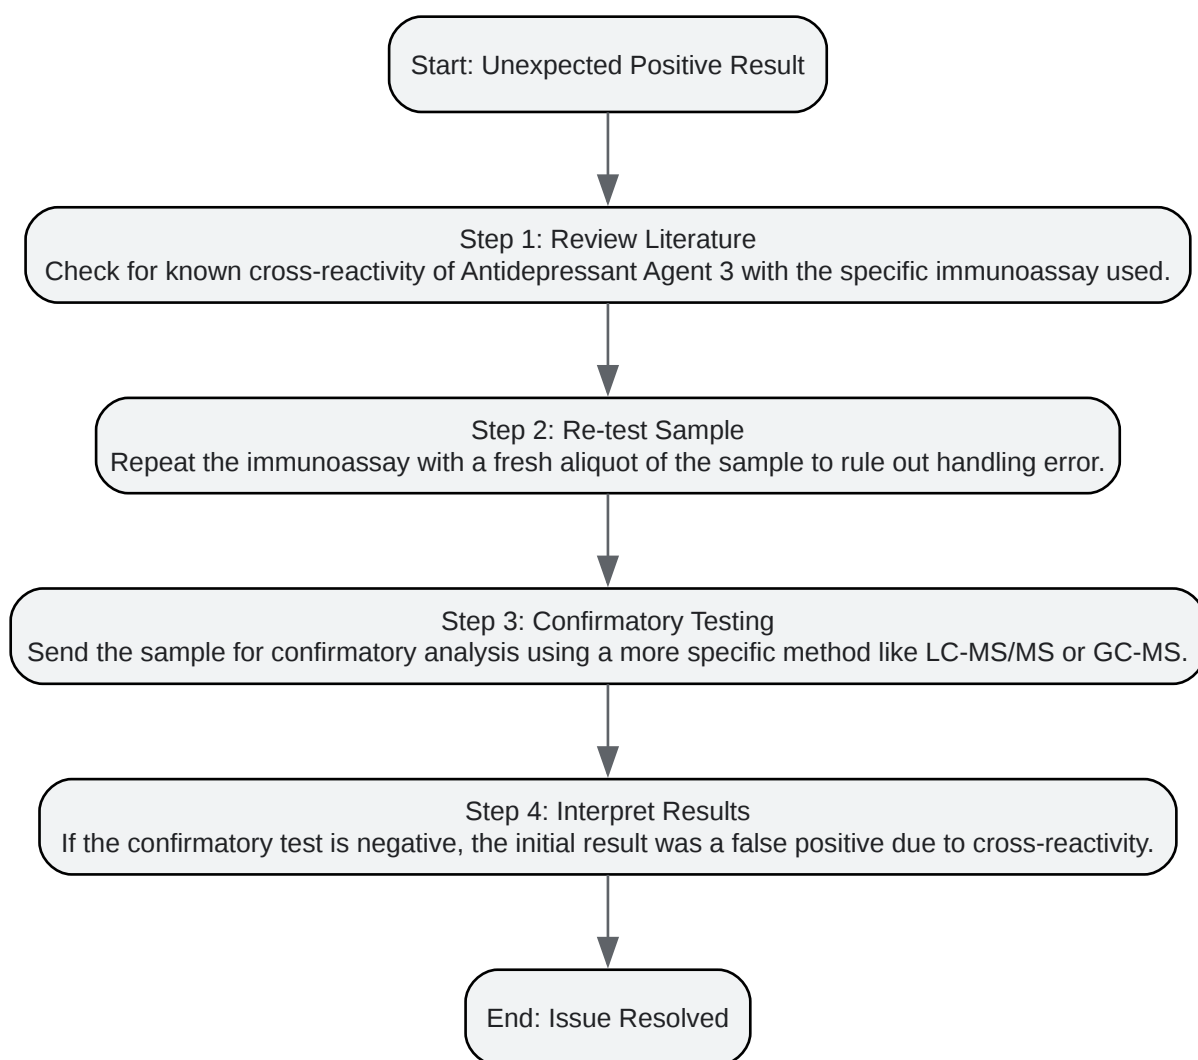 Start: Unexpected Positive Result
Step 1: Review Literature
Check for known cross-reactivity of Antidepressant Agent 3 with the specific immunoassay used.
Step 2: Re-test Sample
Repeat the immunoassay with a fresh aliquot of the sample to rule out handling error.
Step 3: Confirmatory Testing
Send the sample for confirmatory analysis using a more specific method like LC-MS/MS or GC-MS.
Step 4: Interpret Results
If the confirmatory test is negative, the initial result was a false positive due to cross-reactivity.
End: Issue Resolved